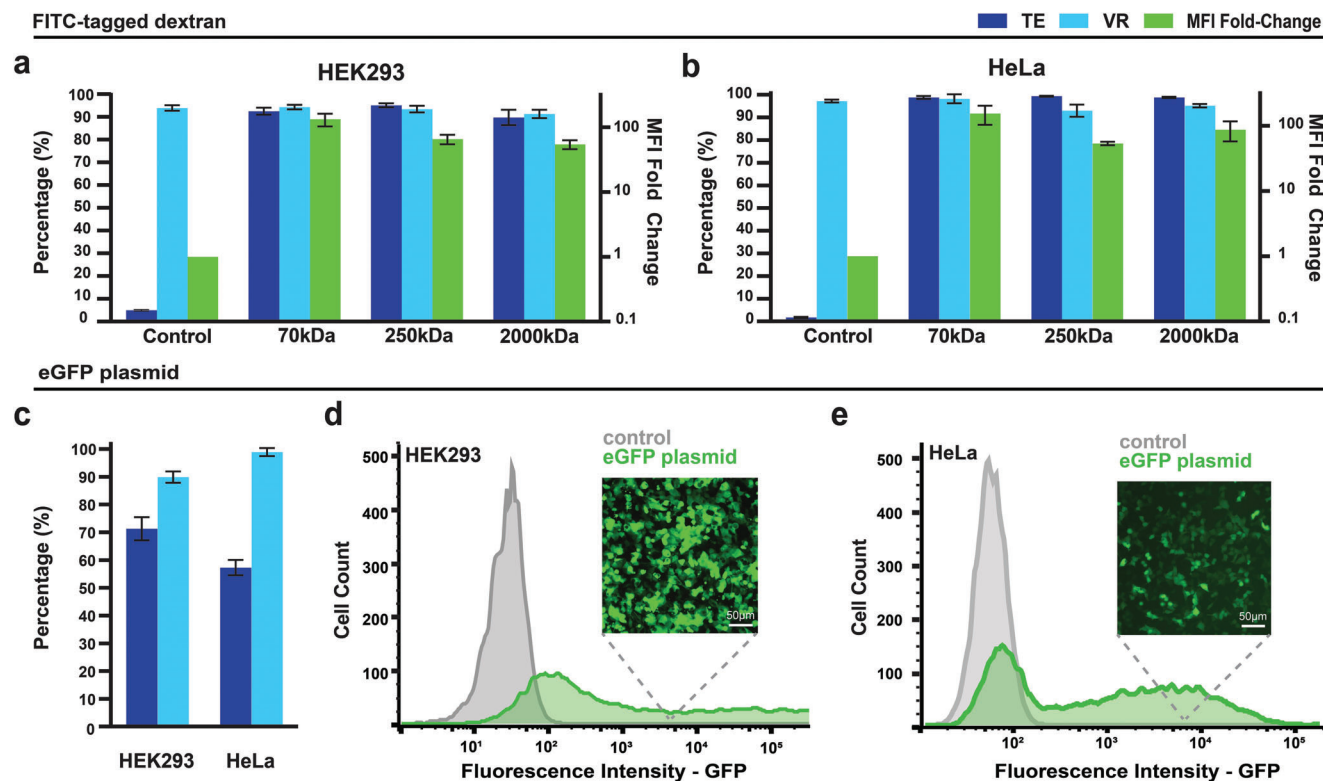 FITC-tagged dextran
TE VR MFI Fold-Change
a
HEK293
Percentage (%)
100
90
80
70
60
50
40
30
20
10
0
MFI Fold Change
100
10
1
0.1
Control 70kDa 250kDa 2000kDa
b
HeLa
Percentage (%)
100
90
80
70
60
50
40
30
20
10
0
MFI Fold Change
100
10
1
0.1
Control 70kDa 250kDa 2000kDa
eGFP plasmid
c
Percentage (%)
100
90
80
70
60
50
40
30
20
10
0
HEK293 HeLa
d
HEK293
control
eGFP plasmid
50µm
Cell Count
500
400
300
200
100
10¹ 10² 10³ 10⁴ 10⁵
Fluorescence Intensity - GFP
e
HeLa
control
eGFP plasmid
50µm
Cell Count
500
400
300
200
100
10² 10³ 10⁴ 10⁵
Fluorescence Intensity - GFP